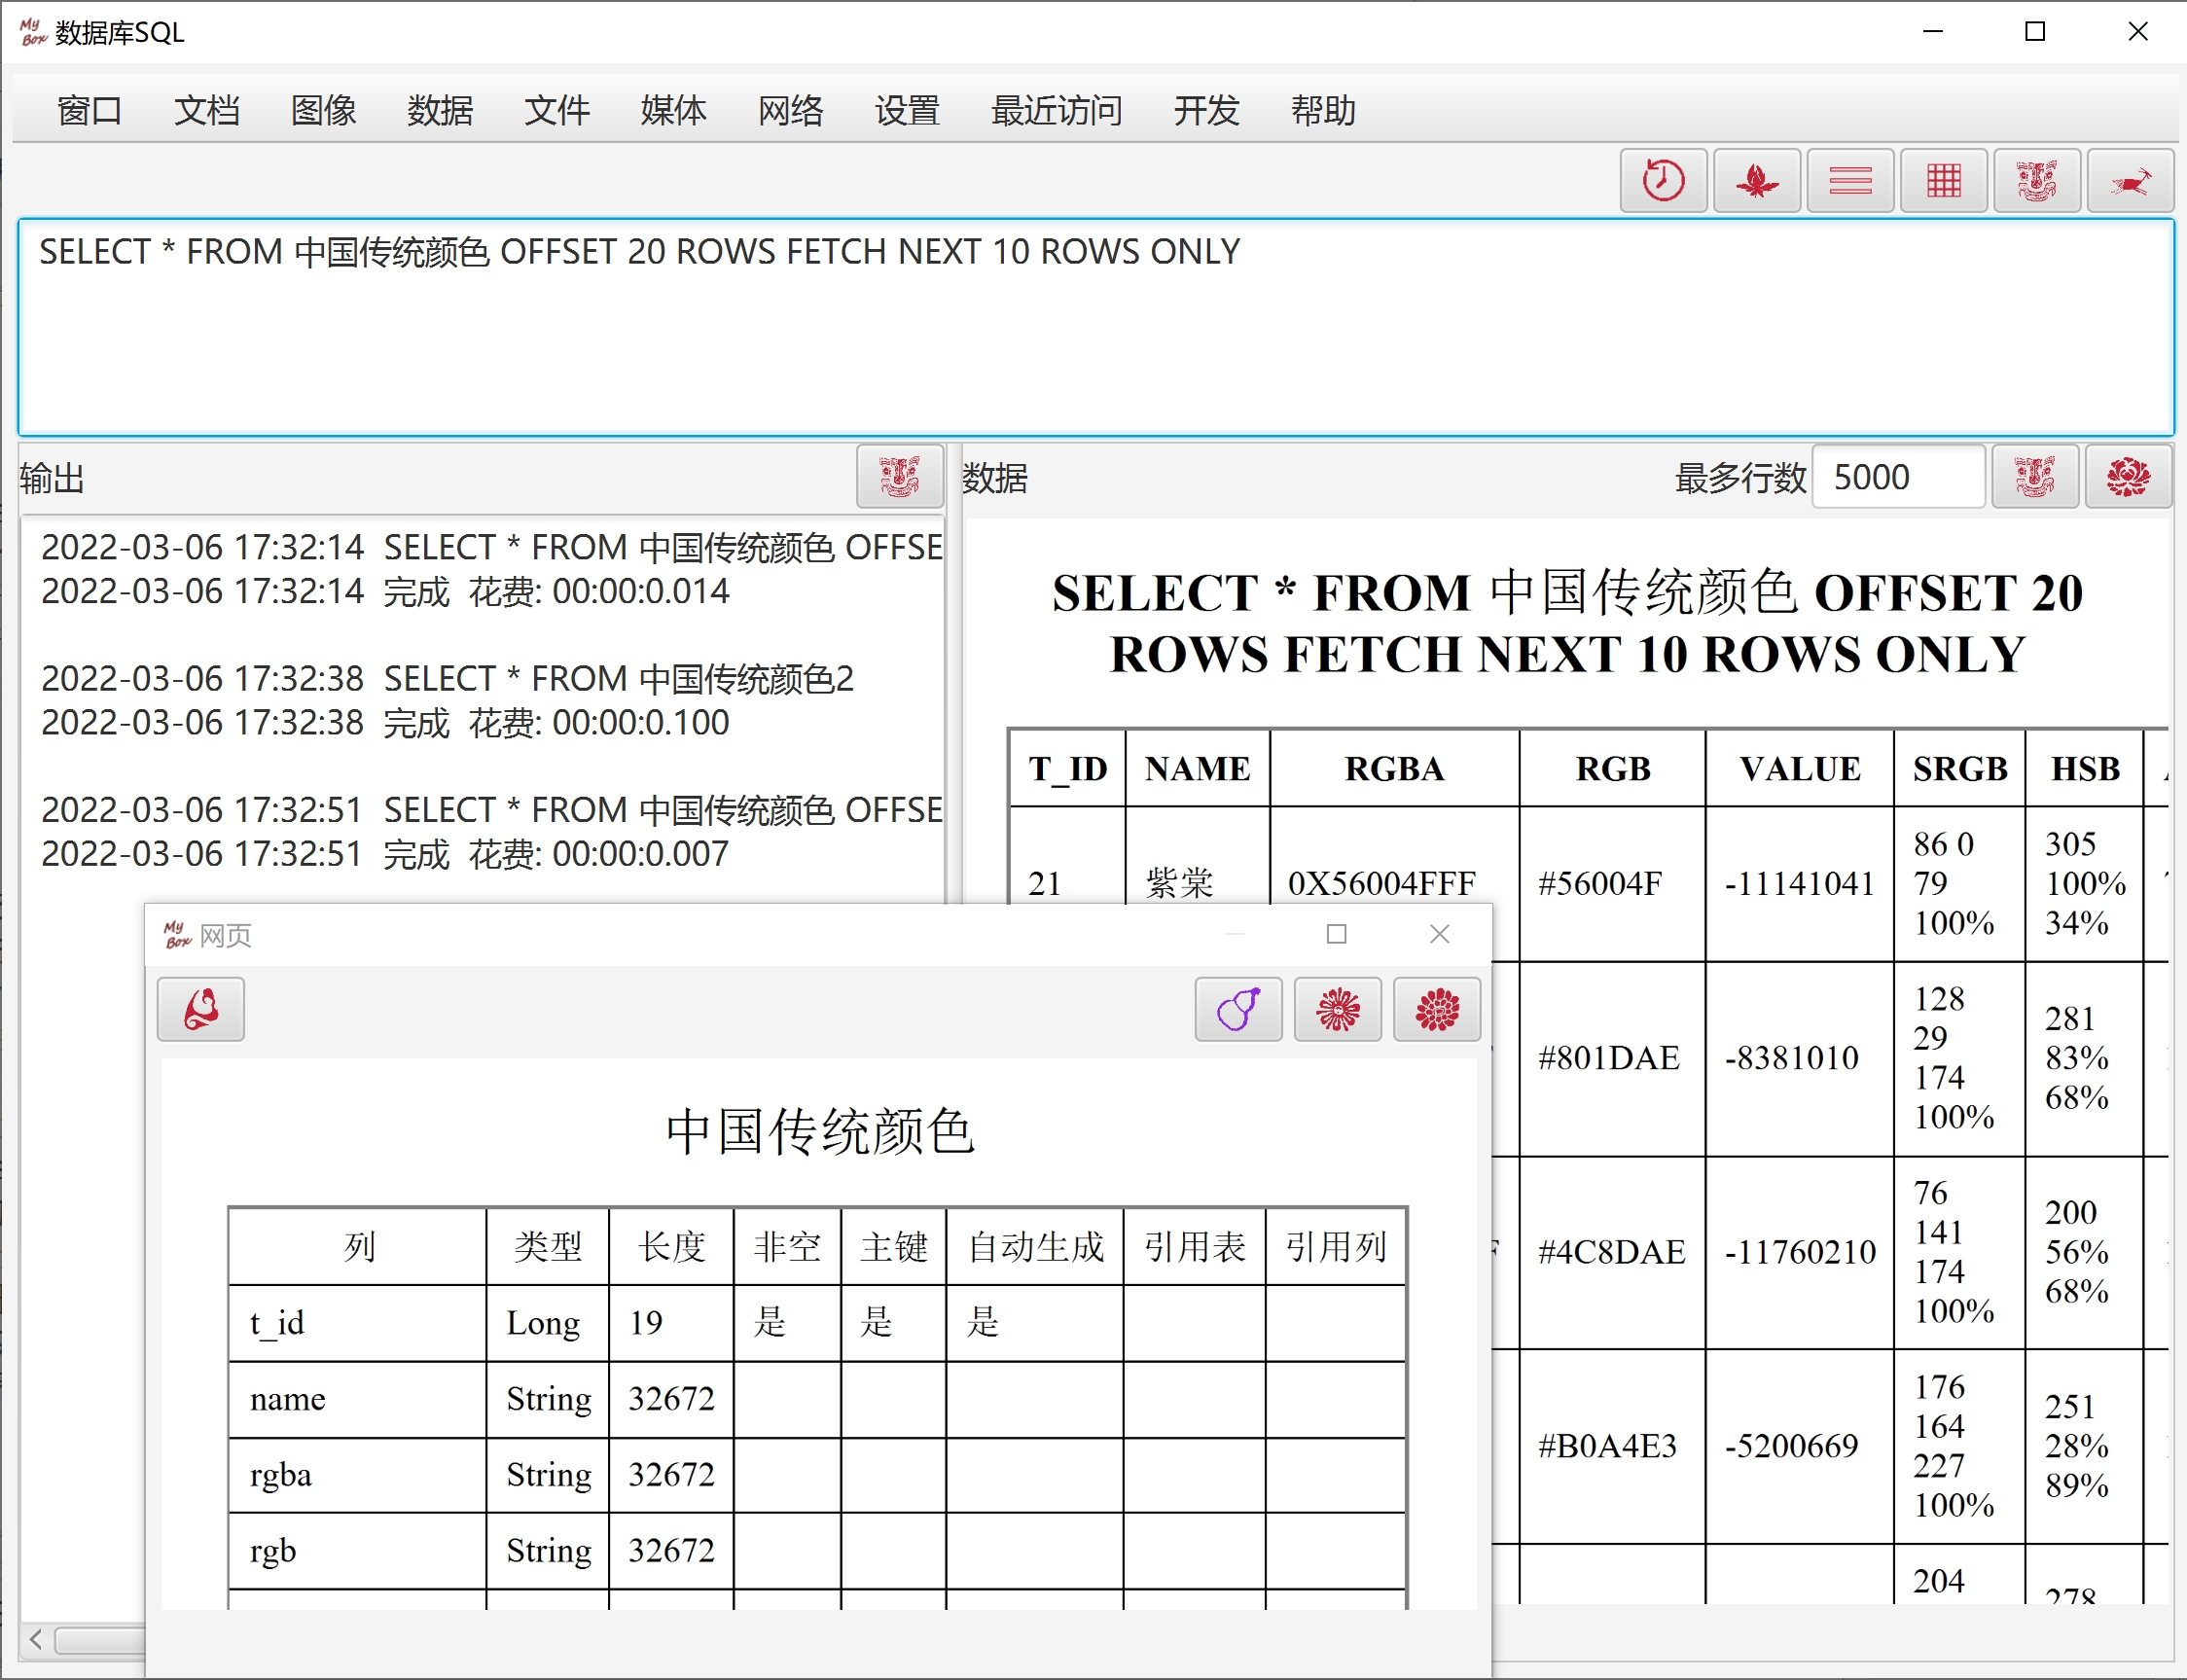 My Box 数据库SQL
窗口 文档 图像 数据 文件 媒体 网络 设置 最近访问 开发 帮助
SELECT * FROM 中国传统颜色 OFFSET 20 ROWS FETCH NEXT 10 ROWS ONLY
输出
2022-03-06 17:32:14 SELECT * FROM 中国传统颜色 OFFSE
2022-03-06 17:32:14 完成 花费: 00:00:0.014
2022-03-06 17:32:38 SELECT * FROM 中国传统颜色2
2022-03-06 17:32:38 完成 花费: 00:00:0.100
2022-03-06 17:32:51 SELECT * FROM 中国传统颜色 OFFSE
2022-03-06 17:32:51 完成 花费: 00:00:0.007
数据 最多行数 5000
SELECT * FROM 中国传统颜色 OFFSET 20
ROWS FETCH NEXT 10 ROWS ONLY
T_ID NAME RGBA RGB VALUE SRGB HSB
21 紫棠 0X56004FFF #56004F -11141041 86 0 79 100% 305 100% 34%
#801DAE -8381010 128 29 174 100% 281 83% 68%
#4C8DAE -11760210 76 141 174 100% 200 56% 68%
#B0A4E3 -5200669 176 164 227 100% 251 28% 89%
204 278
My Box 网页
中国传统颜色
列 类型 长度 非空 主键 自动生成 引用表 引用列
t_id Long 19 是 是 是
name String 32672
rgba String 32672
rgb String 32672